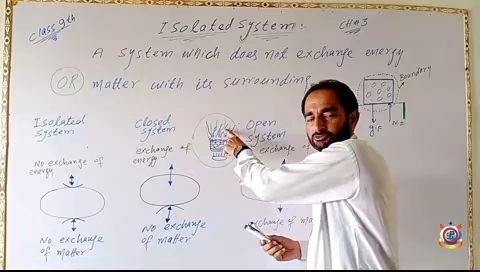 Class 9th
Isolated System:-
CH#3
A system which does not exchange energy
OR matter with its surrounding
Boundary
g.f
Isolated system
Closed system
Open system
No exchange of energy
exchange of
exchange of
No exchange of matter
No exchange of matter
exchange of